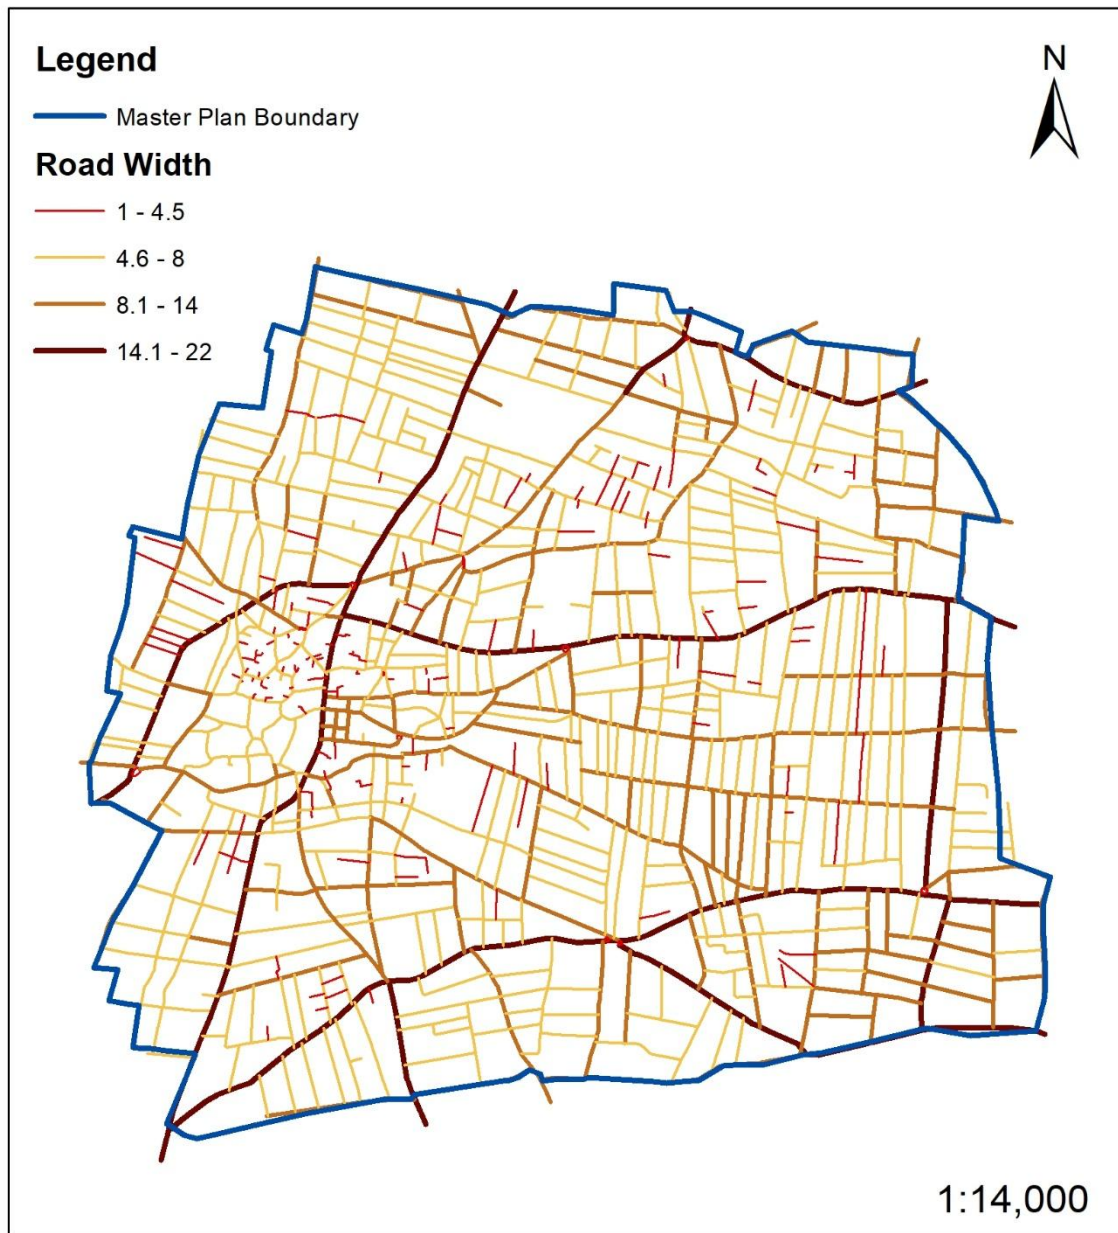 Legend
N
Master Plan Boundary
Road Width
1 - 4.5
4.6 - 8
8.1 - 14
14.1 - 22
1:14,000